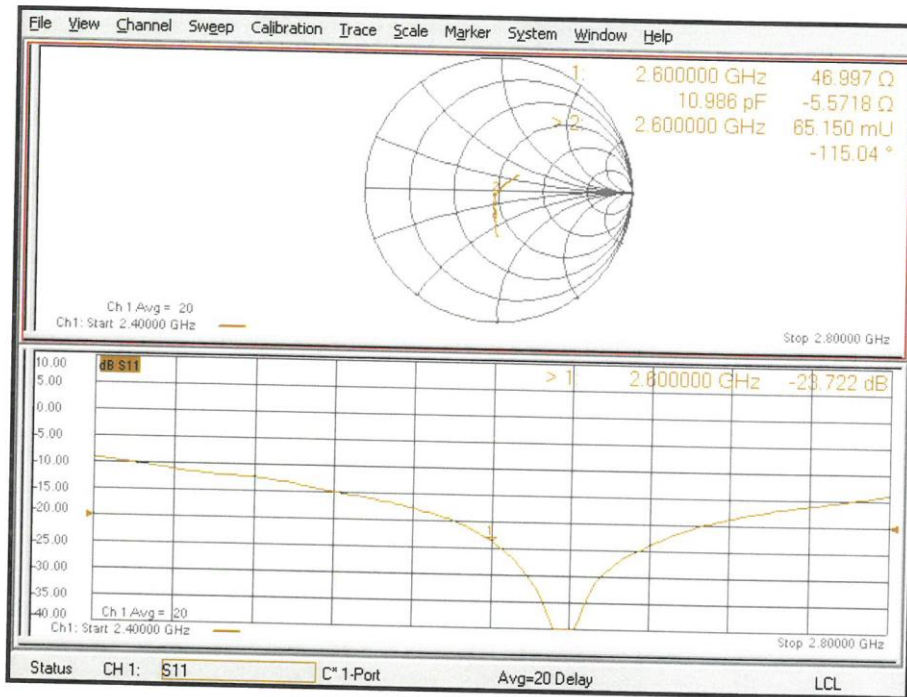 File View Channel Sweep Calibration Trace Scale Marker System Window Help
1: 2.600000 GHz 46.997 Ω
10.986 pF -5.5718 Ω
> 2: 2.600000 GHz 65.150 mU
-115.04 °
Ch 1 Avg = 20
Ch1: Start 2.40000 GHz
Stop 2.80000 GHz
dB S11
> 1: 2.600000 GHz -23.722 dB
10.00
5.00
0.00
-5.00
-10.00
-15.00
-20.00
-25.00
-30.00
-35.00
-40.00
1
Ch 1 Avg = 20
Ch1: Start 2.40000 GHz
Stop 2.80000 GHz
Status CH 1: S11 C* 1-Port Avg=20 Delay LCL